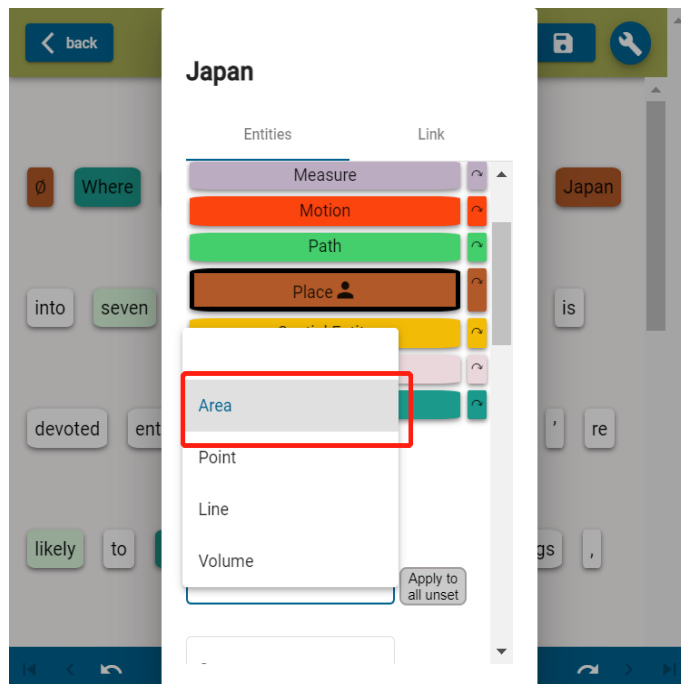 back
Japan
Entities Link
Measure
Ø Where Motion Japan
Path
Place
into seven is
Area
devoted ent ' re
Point
Line
likely to gs ,
Volume
Apply to
all unset